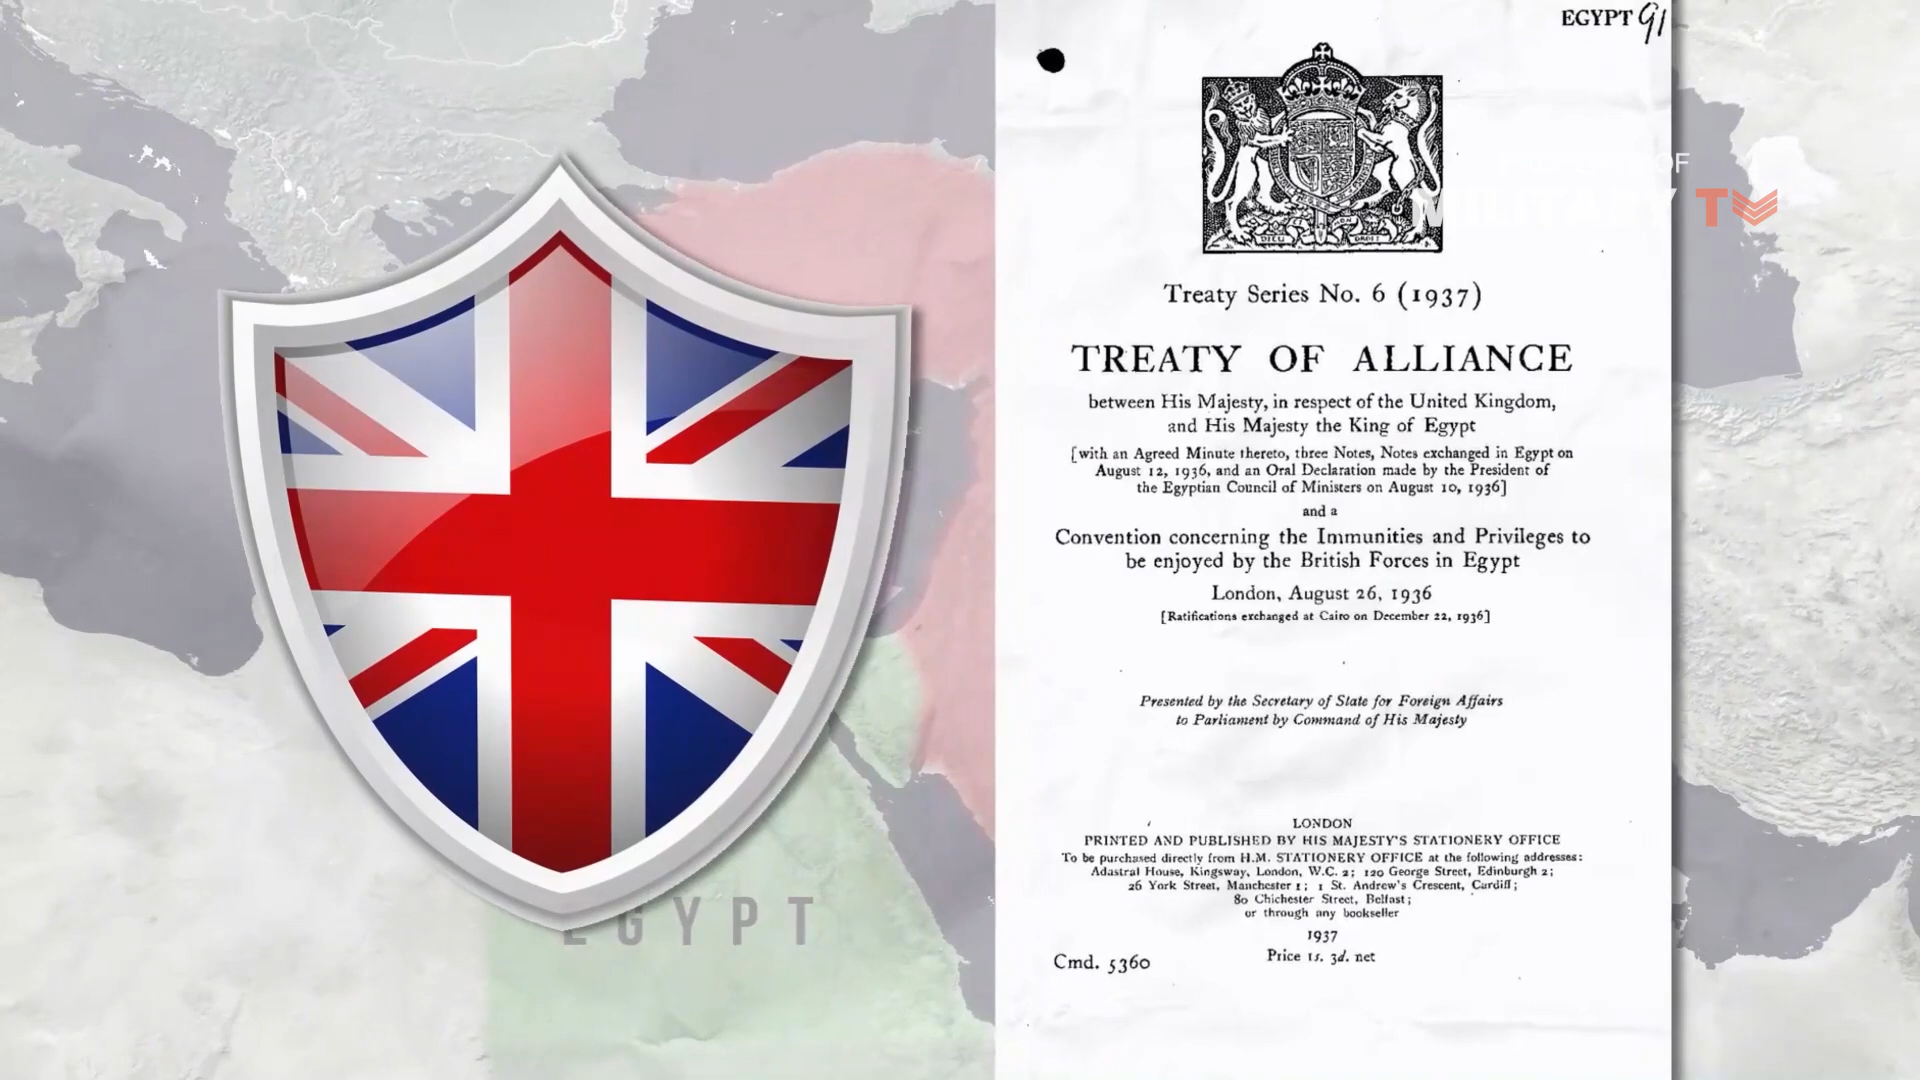 EGYPT 91
OF
MILITARY TV
DIEU DROIT
Treaty Series No. 6 (1937)
TREATY OF ALLIANCE
between His Majesty, in respect of the United Kingdom,
and His Majesty the King of Egypt
[with an Agreed Minute thereto, three Notes, Notes exchanged in Egypt on
August 12, 1936, and an Oral Declaration made by the President of
the Egyptian Council of Ministers on August 10, 1936]
and a
Convention concerning the Immunities and Privileges to
be enjoyed by the British Forces in Egypt
London, August 26, 1936
[Ratifications exchanged at Cairo on December 22, 1936]
Presented by the Secretary of State for Foreign Affairs
to Parliament by Command of His Majesty
LONDON
PRINTED AND PUBLISHED BY HIS MAJESTY'S STATIONERY OFFICE
To be purchased directly from H.M. STATIONERY OFFICE at the following addresses:
Adastral House, Kingsway, London, W.C. 2; 120 George Street, Edinburgh 2;
26 York Street, Manchester 1; 1 St. Andrew's Crescent, Cardiff;
80 Chichester Street, Belfast;
or through any bookseller
1937
Cmd. 5360
Price 1s. 3d. net
EGYPT